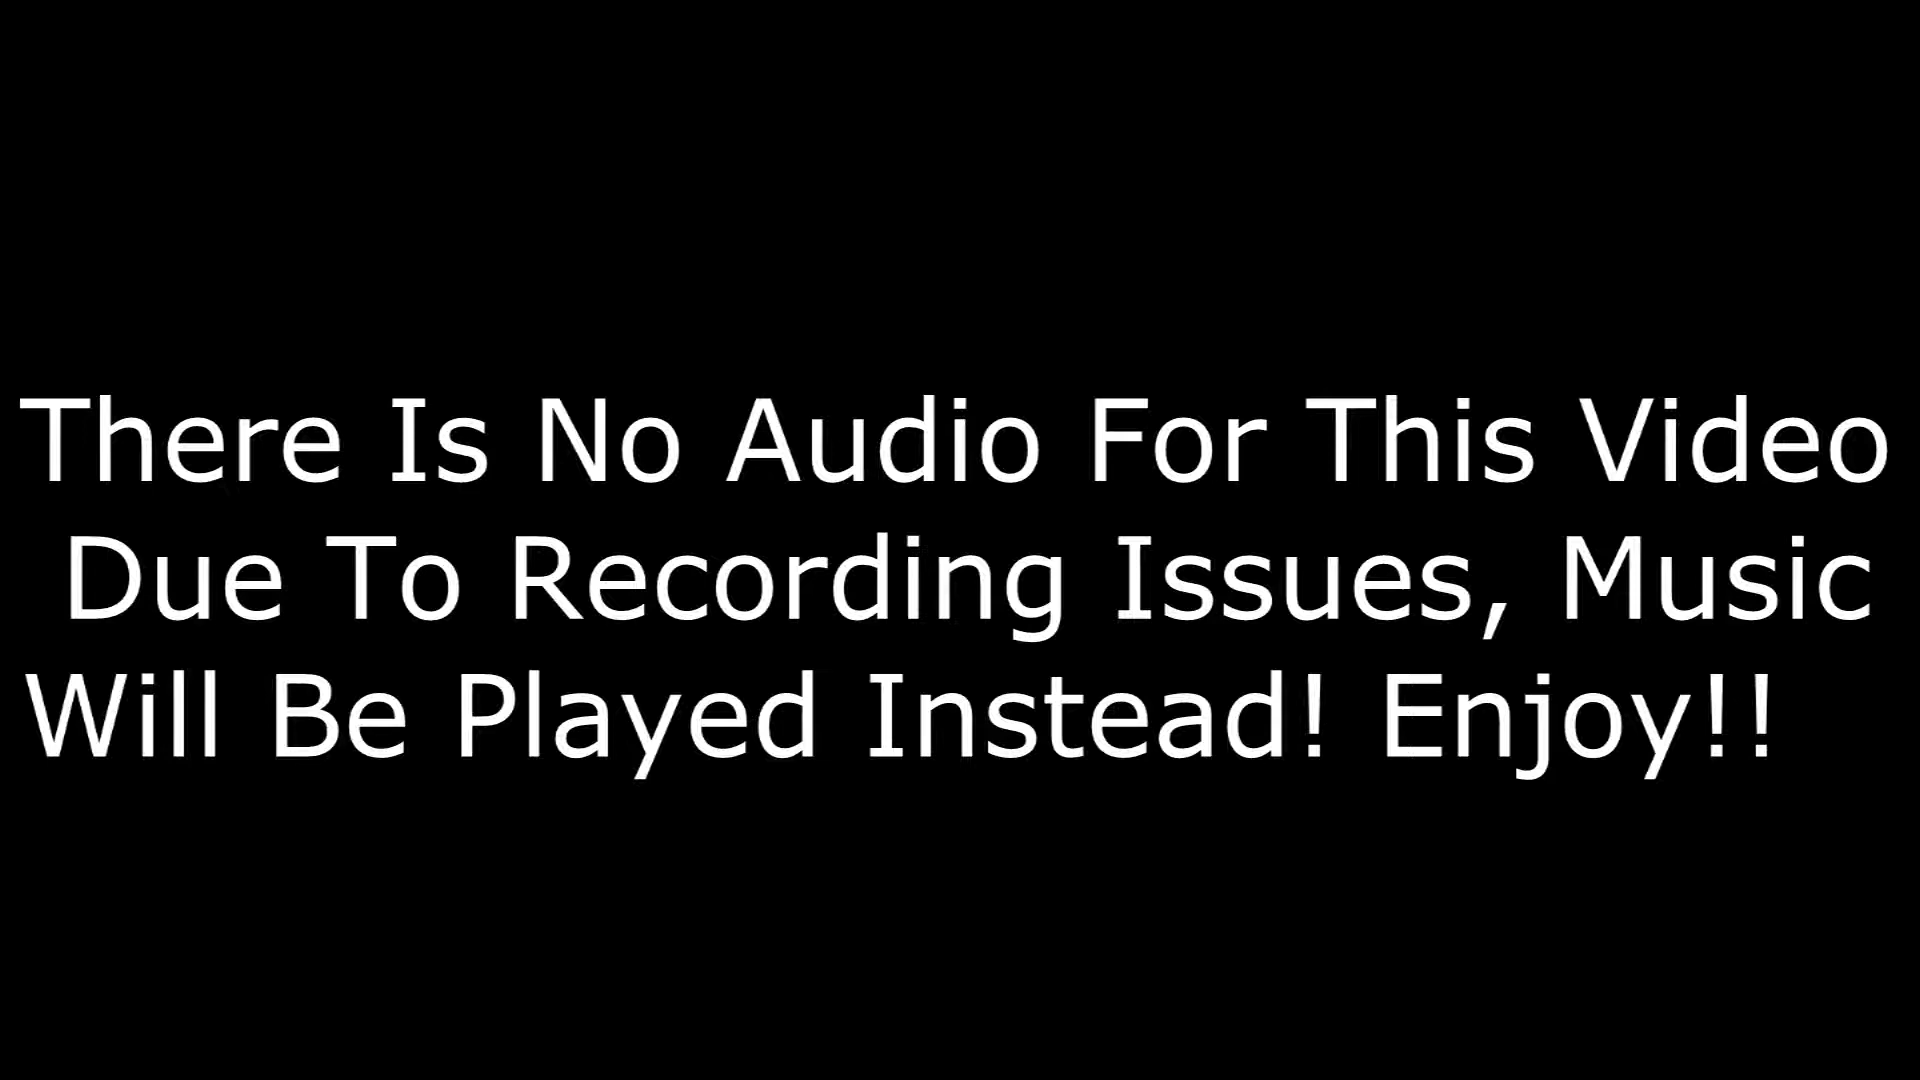 There Is No Audio For This Video
Due To Recording Issues, Music
Will Be Played Instead! Enjoy!!